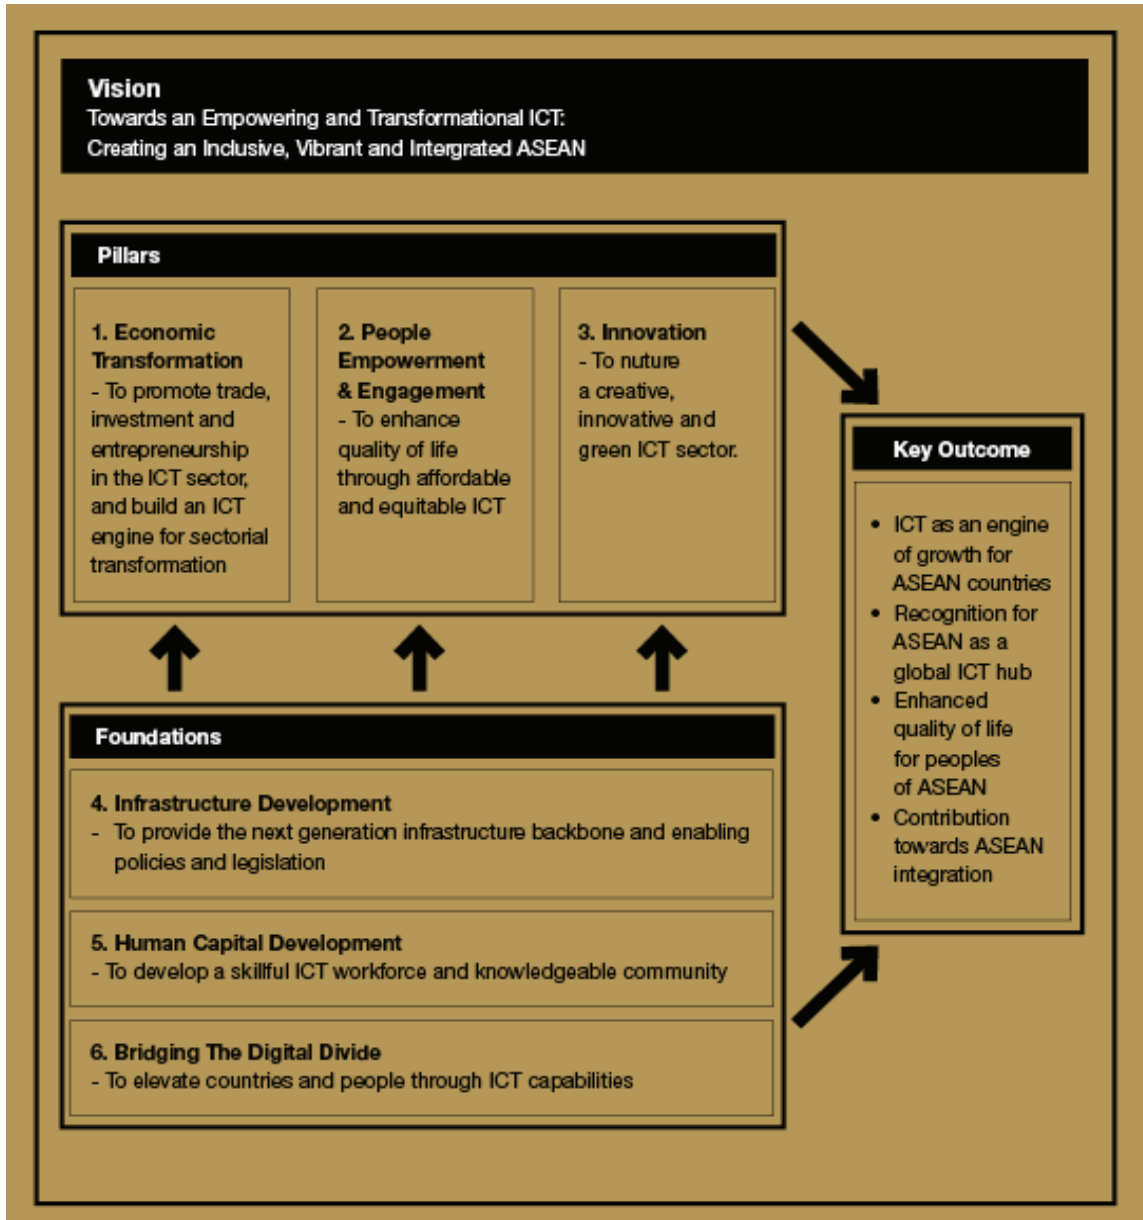 Vision
Towards an Empowering and Transformational ICT:
Creating an Inclusive, Vibrant and Intergrated ASEAN
Pillars
1. Economic
Transformation
- To promote trade,
investment and
entrepreneurship
in the ICT sector,
and build an ICT
engine for sectorial
transformation
2. People
Empowerment
& Engagement
- To enhance
quality of life
through affordable
and equitable ICT
3. Innovation
- To nuture
a creative,
innovative and
green ICT sector.
Key Outcome
• ICT as an engine
of growth for
ASEAN countries
• Recognition for
ASEAN as a
global ICT hub
• Enhanced
quality of life
for peoples
of ASEAN
• Contribution
towards ASEAN
integration
Foundations
4. Infrastructure Development
- To provide the next generation infrastructure backbone and enabling
policies and legislation
5. Human Capital Development
- To develop a skillful ICT workforce and knowledgeable community
6. Bridging The Digital Divide
- To elevate countries and people through ICT capabilities